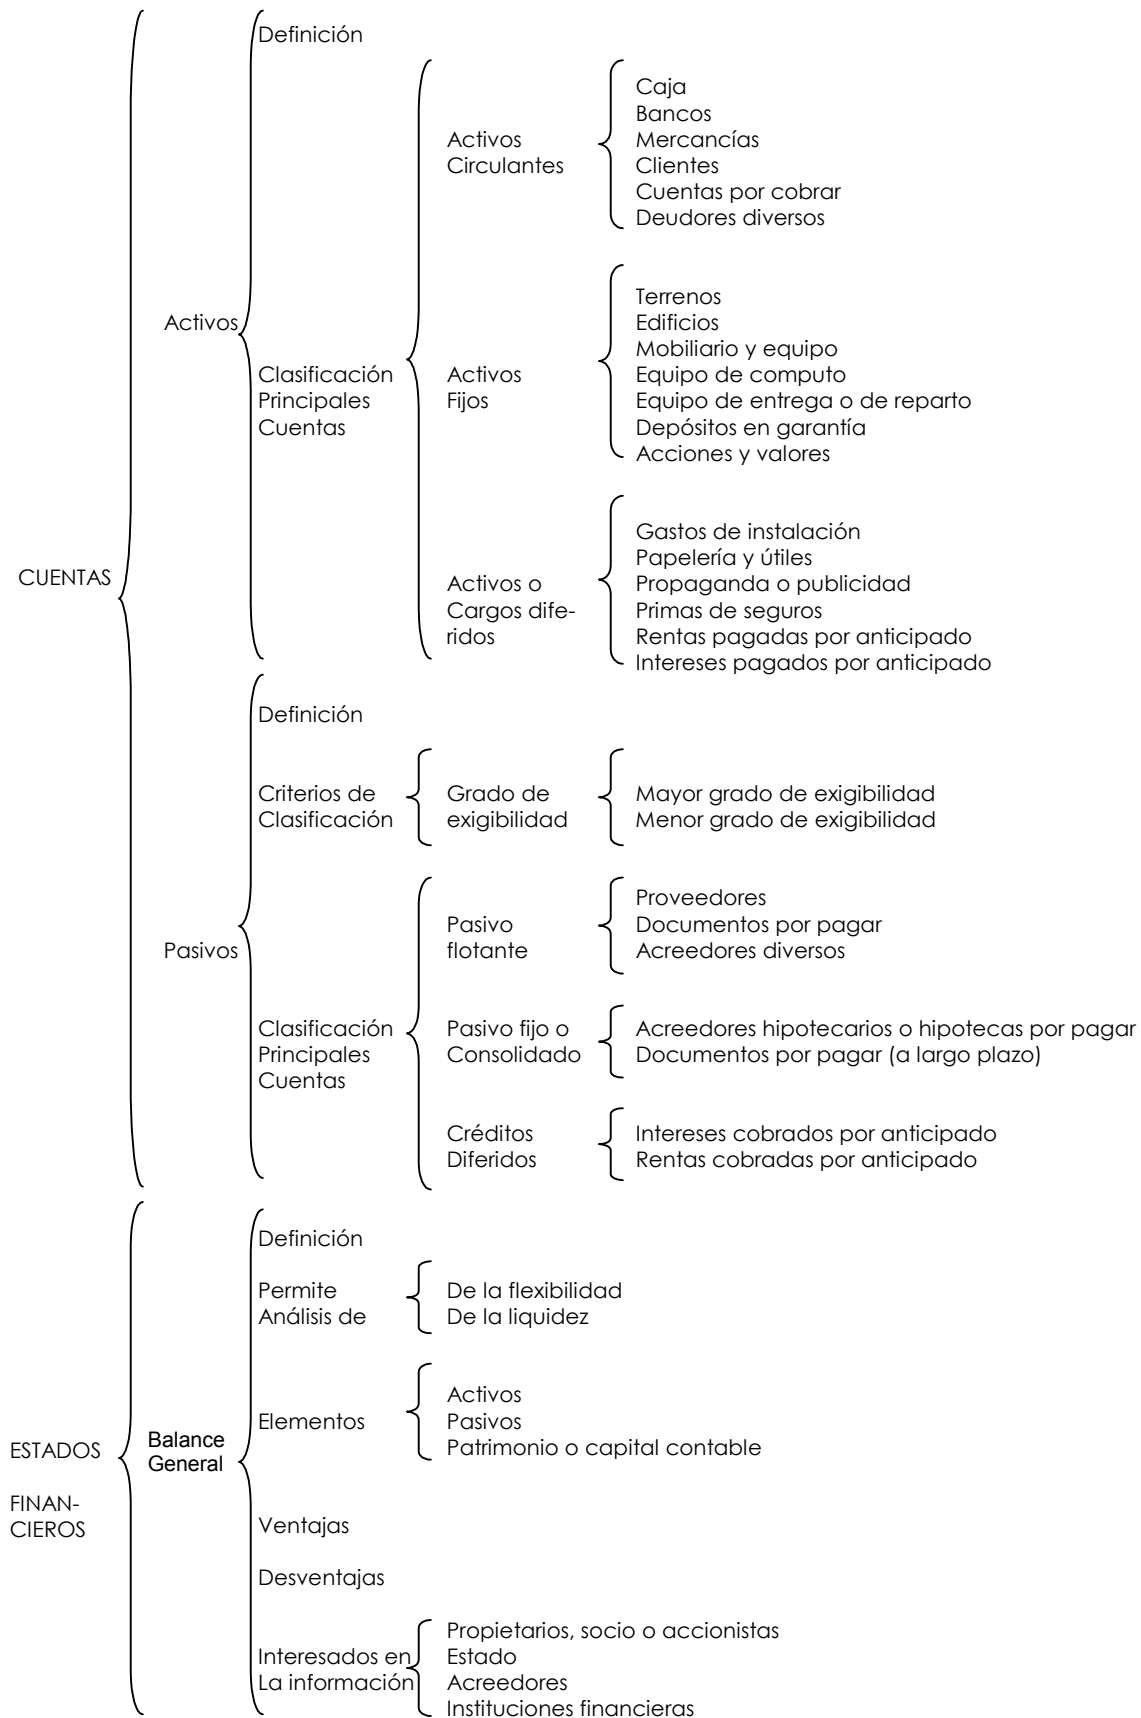 Definición
Caja
Bancos
Activos
Circulantes
Mercancías
Clientes
Cuentas por cobrar
Deudores diversos
Activos
Terrenos
Edificios
Mobiliario y equipo
Clasificación
Principales
Cuentas
Activos
Fijos
Equipo de computo
Equipo de entrega o de reparto
Depósitos en garantía
Acciones y valores
CUENTAS
Activos o
Cargos dife-
ridos
Gastos de instalación
Papelería y útiles
Propaganda o publicidad
Primas de seguros
Rentas pagadas por anticipado
Intereses pagados por anticipado
Pasivos
Definición
Criterios de
Clasificación
Grado de
exigibilidad
Mayor grado de exigibilidad
Menor grado de exigibilidad
Clasificación
Principales
Cuentas
Pasivo
flotante
Proveedores
Documentos por pagar
Acreedores diversos
Pasivo fijo o
Consolidado
Acreedores hipotecarios o hipotecas por pagar
Documentos por pagar (a largo plazo)
Créditos
Diferidos
Intereses cobrados por anticipado
Rentas cobradas por anticipado
ESTADOS
FINAN-
CIEROS
Balance
General
Definición
Permite
Análisis de
De la flexibilidad
De la liquidez
Elementos
Activos
Pasivos
Patrimonio o capital contable
Ventajas
Desventajas
Interesados en
La información
Propietarios, socio o accionistas
Estado
Acreedores
Instituciones financieras